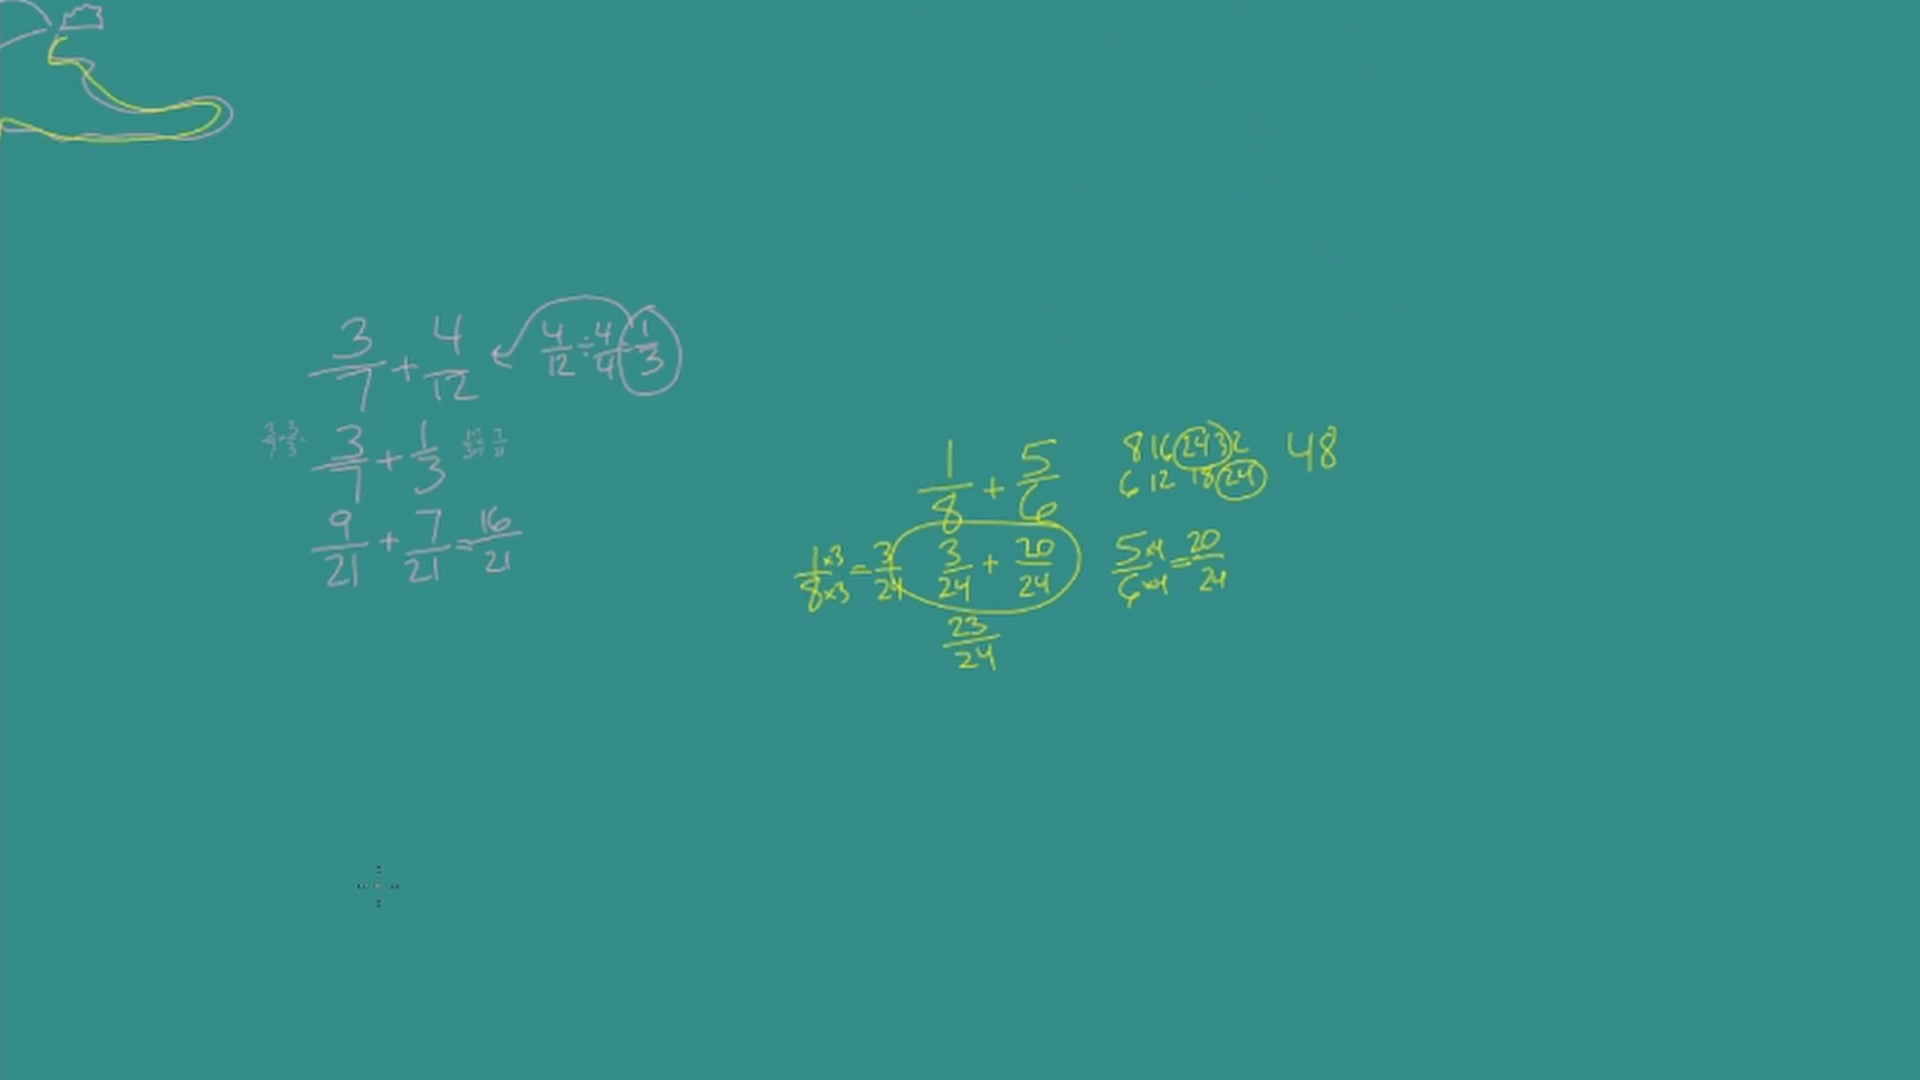 3/7 + 4/12 4/12 ÷ 4/4 = 1/3
3/7 + 1/3
9/21 + 7/21 = 16/21
1/8 + 5/6
8 16 24 32 48
6 12 18 24
1×3/8×3 = 3/24 3/24 + 20/24 5×4/6×4 = 20/24
23/24